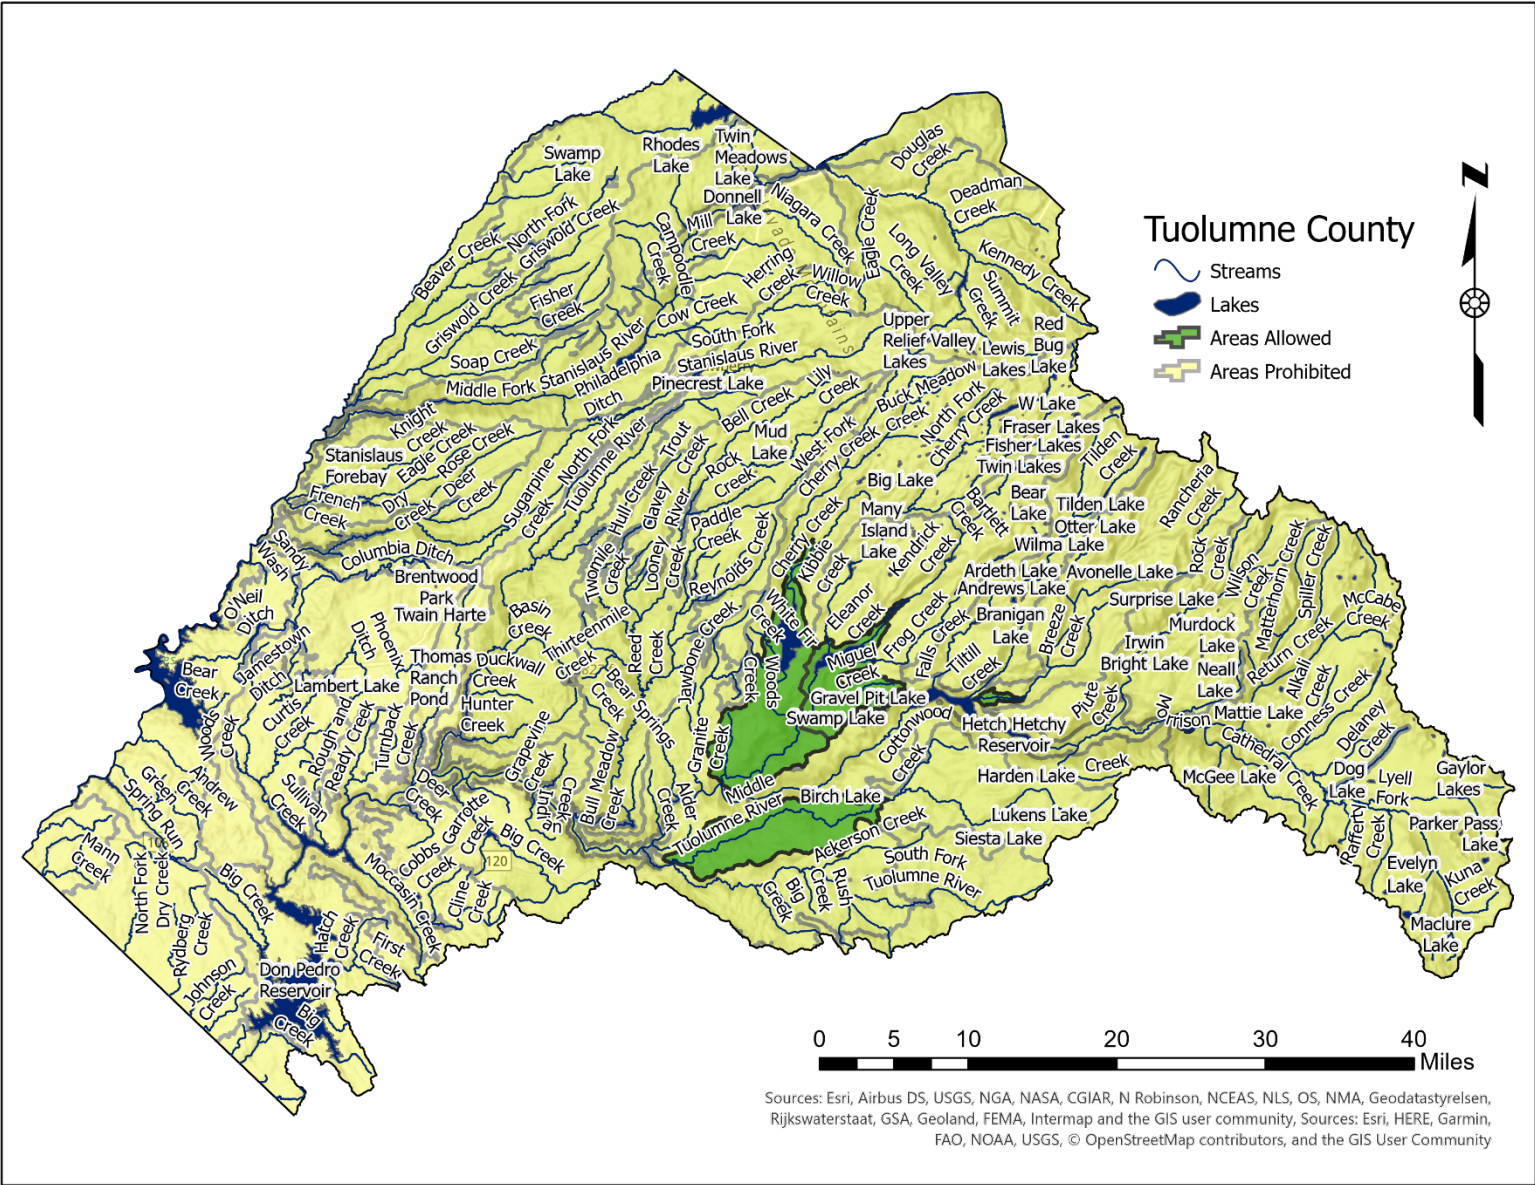 Tuolumne County
Streams
Lakes
Areas Allowed
Areas Prohibited
N
Swamp
Lake
Rhodes
Lake
Twin
Meadows
Lake
Donnell
Lake
Douglas
Creek
Deadman
Creek
Niagara Creek
Eagle Creek
Long Valley
Creek
Kennedy Creek
Summit
Creek
Mill
Creek
Campoodle
Creek
Herring
Creek
Willow
Creek
North Fork
Griswold Creek
Beaver Creek
Griswold Creek
Fisher
Creek
Cow Creek
Soap Creek
South Fork
Stanislaus River
Middle Fork Stanislaus River
Philadelphia
Ditch
Pinecrest Lake
Upper
Relief Valley
Lakes
Lewis
Lakes
Red
Bug
Lake
Lily
Creek
Bell Creek
Buck Meadow
Creek
North Fork
Cherry Creek
W Lake
Fraser Lakes
Fisher Lakes
Twin Lakes
Tilden
Creek
Knight
Creek
Stanislaus
Forebay
Eagle Creek
Rose Creek
Dry
Creek
Deer
Creek
French
Creek
Sugarpine
Creek
North Fork
Tuolumne River
Hull Creek
Trout
Creek
Rock
Creek
Mud
Lake
West Fork
Cherry Creek
Big Lake
Bear
Lake
Tilden Lake
Otter Lake
Wilma Lake
Bartlett
Creek
Many
Island
Lake
Kendrick
Creek
Rancheria
Creek
Clavey
River
Looney
Creek
Twomile
Creek
Paddle
Creek
Reynolds Creek
Cherry Creek
Kibbie
Creek
Eleanor
Creek
Sandy
Wash
Columbia Ditch
Brentwood
Park
Twain Harte
O'Neil
Ditch
Phoenix
Ditch
Jamestown
Ditch
Bear
Creek
Basin
Creek
Thirteenmile
Creek
Reed
Creek
Jawbone Creek
White Fir
Creek
Ardeth Lake
Avonelle Lake
Andrews Lake
Surprise Lake
Branigan
Lake
Breeze
Creek
Rock
Creek
Wilson
Creek
Matterhorn Creek
Spiller Creek
McCabe
Creek
Murdock
Lake
Irwin
Bright Lake
Neall
Lake
Return Creek
Alkali
Creek
Frog Creek
Falls Creek
Tiltill
Creek
Miguel
Creek
Gravel Pit Lake
Swamp Lake
Woods
Creek
Thomas
Ranch
Pond
Duckwall
Creek
Lambert Lake
Hunter
Creek
Curtis
Creek
Rough and
Ready Creek
Turnback
Creek
Woods
Creek
Bear Springs
Creek
Granite
Creek
Grapevine
Creek
Bull Meadow
Creek
Indian
Creek
Alder
Creek
Middle
Tuolumne River
Cottonwood
Creek
Hetch Hetchy
Reservoir
Piute
Creek
Morrison
Creek
Mattie Lake
Conness Creek
Cathedral Creek
Delaney
Creek
Harden Lake
McGee Lake
Dog
Lake
Lyell
Fork
Gaylor
Lakes
Birch Lake
Lukens Lake
Siesta Lake
Ackerson Creek
South Fork
Tuolumne River
Rush
Creek
Big
Creek
Parker Pass
Lake
Rafferty
Creek
Evelyn
Lake
Kuna
Creek
Maclure
Lake
Andrew
Creek
Green
Spring Run
Sullivan
Creek
Deer
Creek
Cobbs
Creek
Garrotte
Creek
Big Creek
120
108
Mann
Creek
North Fork
Dry Creek
Big Creek
Moccasin Creek
Cline
Creek
Rydberg
Creek
Hatch
Creek
First
Creek
Johnson
Creek
Don Pedro
Reservoir
Big
Creek
0 5 10 20 30 40
Miles
Sources: Esri, Airbus DS, USGS, NGA, NASA, CGIAR, N Robinson, NCEAS, NLS, OS, NMA, Geodatastyrelsen,
Rijkswaterstaat, GSA, Geoland, FEMA, Intermap and the GIS user community, Sources: Esri, HERE, Garmin,
FAO, NOAA, USGS, © OpenStreetMap contributors, and the GIS User Community